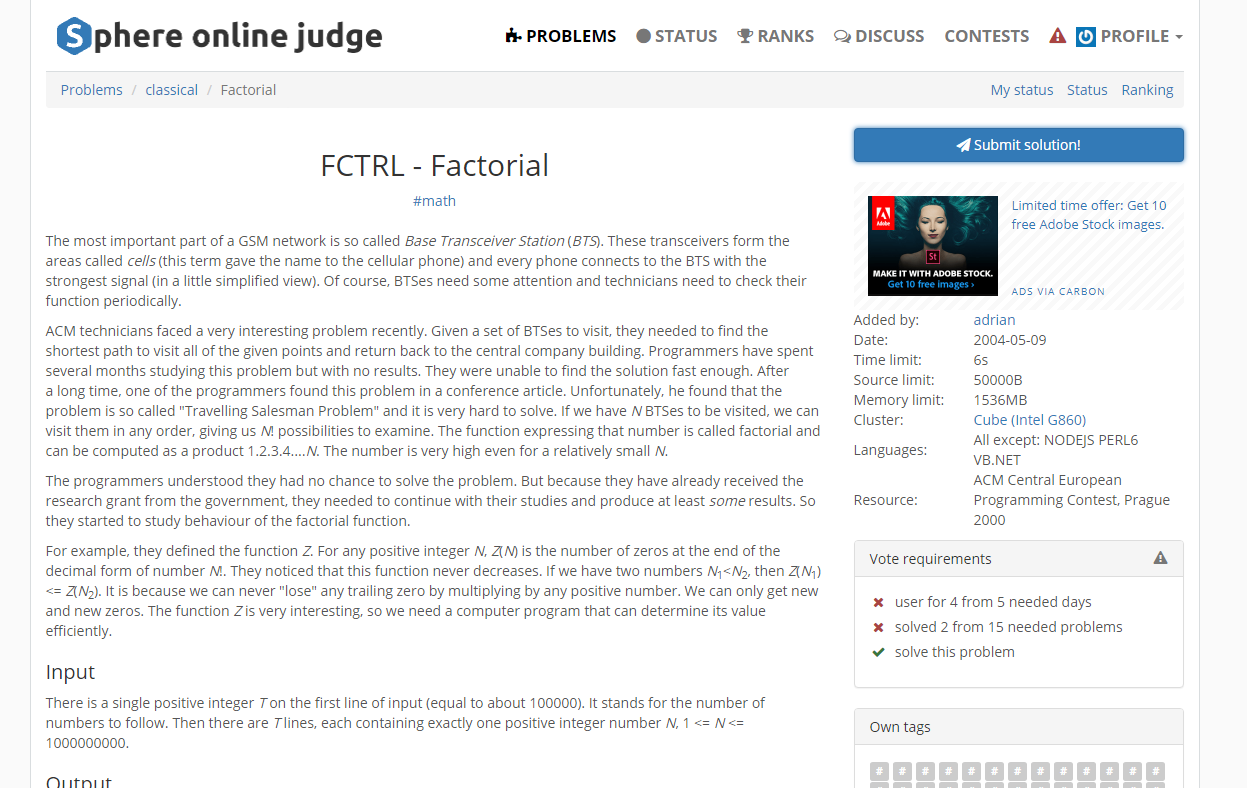 Sphere online judge
PROBLEMS STATUS RANKS DISCUSS CONTESTS PROFILE
Problems / classical / Factorial
My status Status Ranking
FCTRL - Factorial
#math
The most important part of a GSM network is so called Base Transceiver Station (BTS). These transceivers form the
areas called cells (this term gave the name to the cellular phone) and every phone connects to the BTS with the
strongest signal (in a little simplified view). Of course, BTSes need some attention and technicians need to check their
function periodically.
ACM technicians faced a very interesting problem recently. Given a set of BTSes to visit, they needed to find the
shortest path to visit all of the given points and return back to the central company building. Programmers have spent
several months studying this problem but with no results. They were unable to find the solution fast enough. After
a long time, one of the programmers found this problem in a conference article. Unfortunately, he found that the
problem is so called "Travelling Salesman Problem" and it is very hard to solve. If we have N BTSes to be visited, we can
visit them in any order, giving us N! possibilities to examine. The function expressing that number is called factorial and
can be computed as a product 1.2.3.4....N. The number is very high even for a relatively small N.
The programmers understood they had no chance to solve the problem. But because they have already received the
research grant from the government, they needed to continue with their studies and produce at least some results. So
they started to study behaviour of the factorial function.
For example, they defined the function Z. For any positive integer N, Z(N) is the number of zeros at the end of the
decimal form of number N!. They noticed that this function never decreases. If we have two numbers N1<N2, then Z(N1)
<= Z(N2). It is because we can never "lose" any trailing zero by multiplying by any positive number. We can only get new
and new zeros. The function Z is very interesting, so we need a computer program that can determine its value
efficiently.
Input
There is a single positive integer T on the first line of input (equal to about 100000). It stands for the number of
numbers to follow. Then there are T lines, each containing exactly one positive integer number N, 1 <= N <=
1000000000.
Output
Submit solution!
Adobe
St
MAKE IT WITH ADOBE STOCK.
Get 10 free images ›
Limited time offer: Get 10
free Adobe Stock images.
ADS VIA CARBON
Added by: adrian
Date: 2004-05-09
Time limit: 6s
Source limit: 50000B
Memory limit: 1536MB
Cluster: Cube (Intel G860)
Languages: All except: NODEJS PERL6
VB.NET
Resource: ACM Central European
Programming Contest, Prague
2000
Vote requirements
user for 4 from 5 needed days
solved 2 from 15 needed problems
solve this problem
Own tags
# # # # # # # # # # # # #